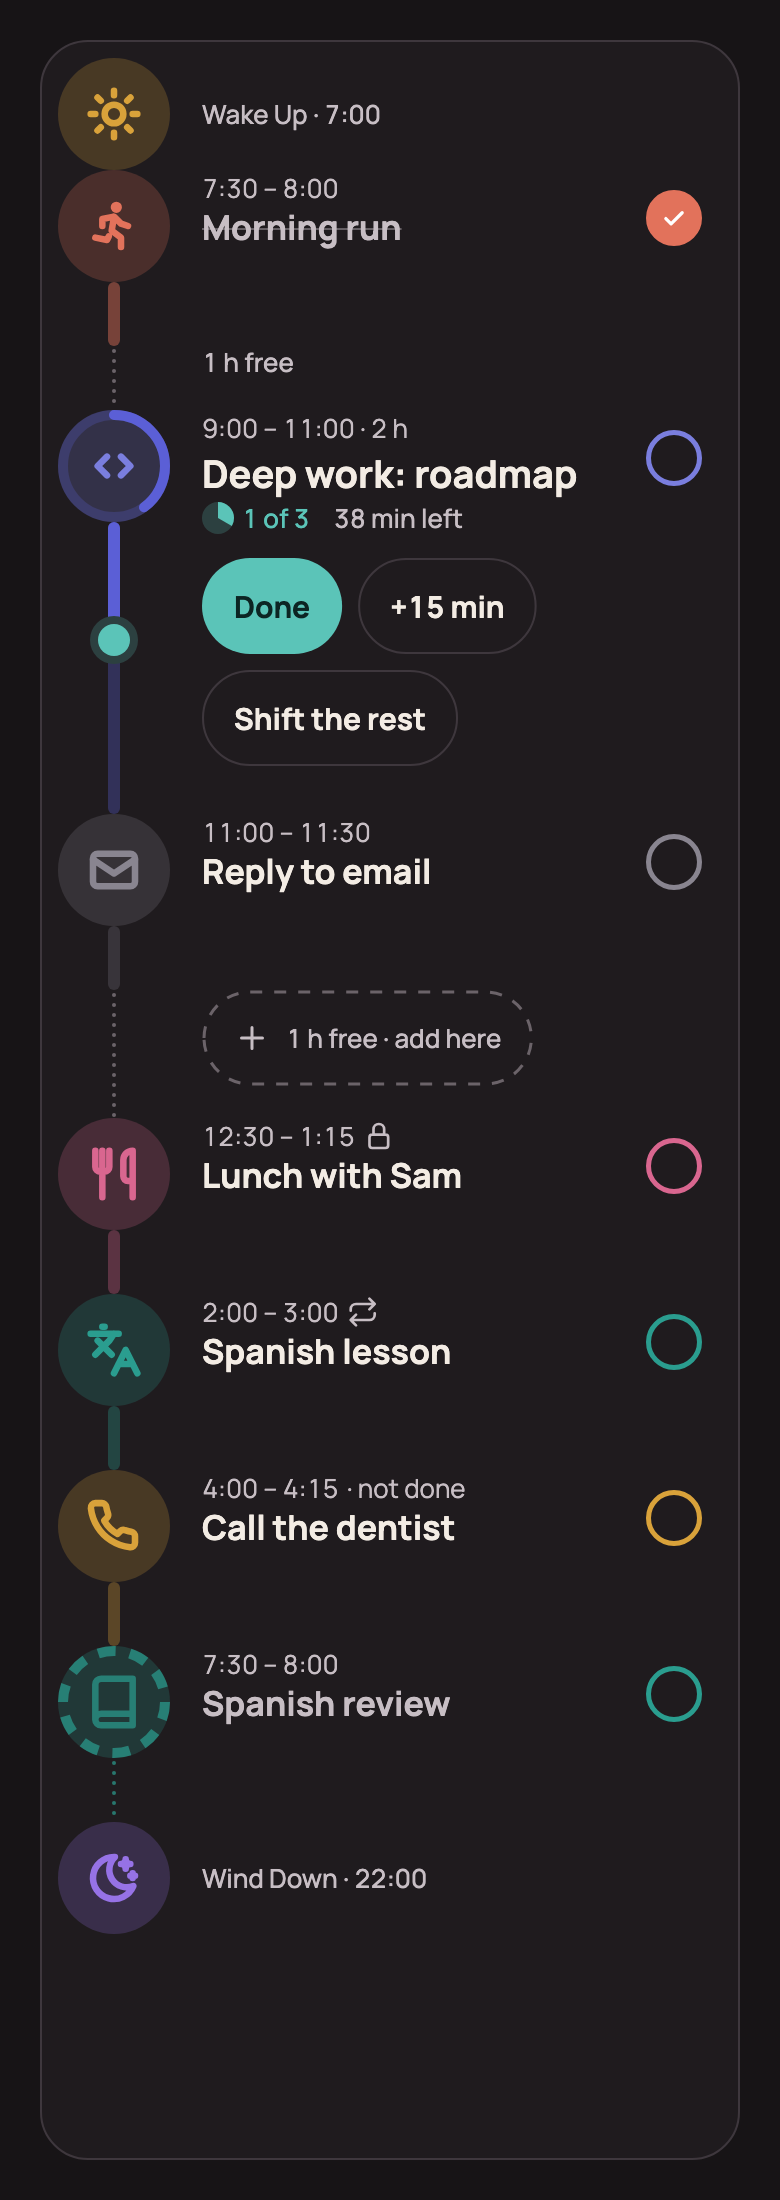 Wake Up · 7:00
7:30 – 8:00
Morning run
1 h free
9:00 – 11:00 · 2 h
Deep work: roadmap
1 of 3 38 min left
Done +15 min
Shift the rest
11:00 – 11:30
Reply to email
+ 1 h free · add here
12:30 – 1:15
Lunch with Sam
2:00 – 3:00
Spanish lesson
4:00 – 4:15 · not done
Call the dentist
7:30 – 8:00
Spanish review
Wind Down · 22:00